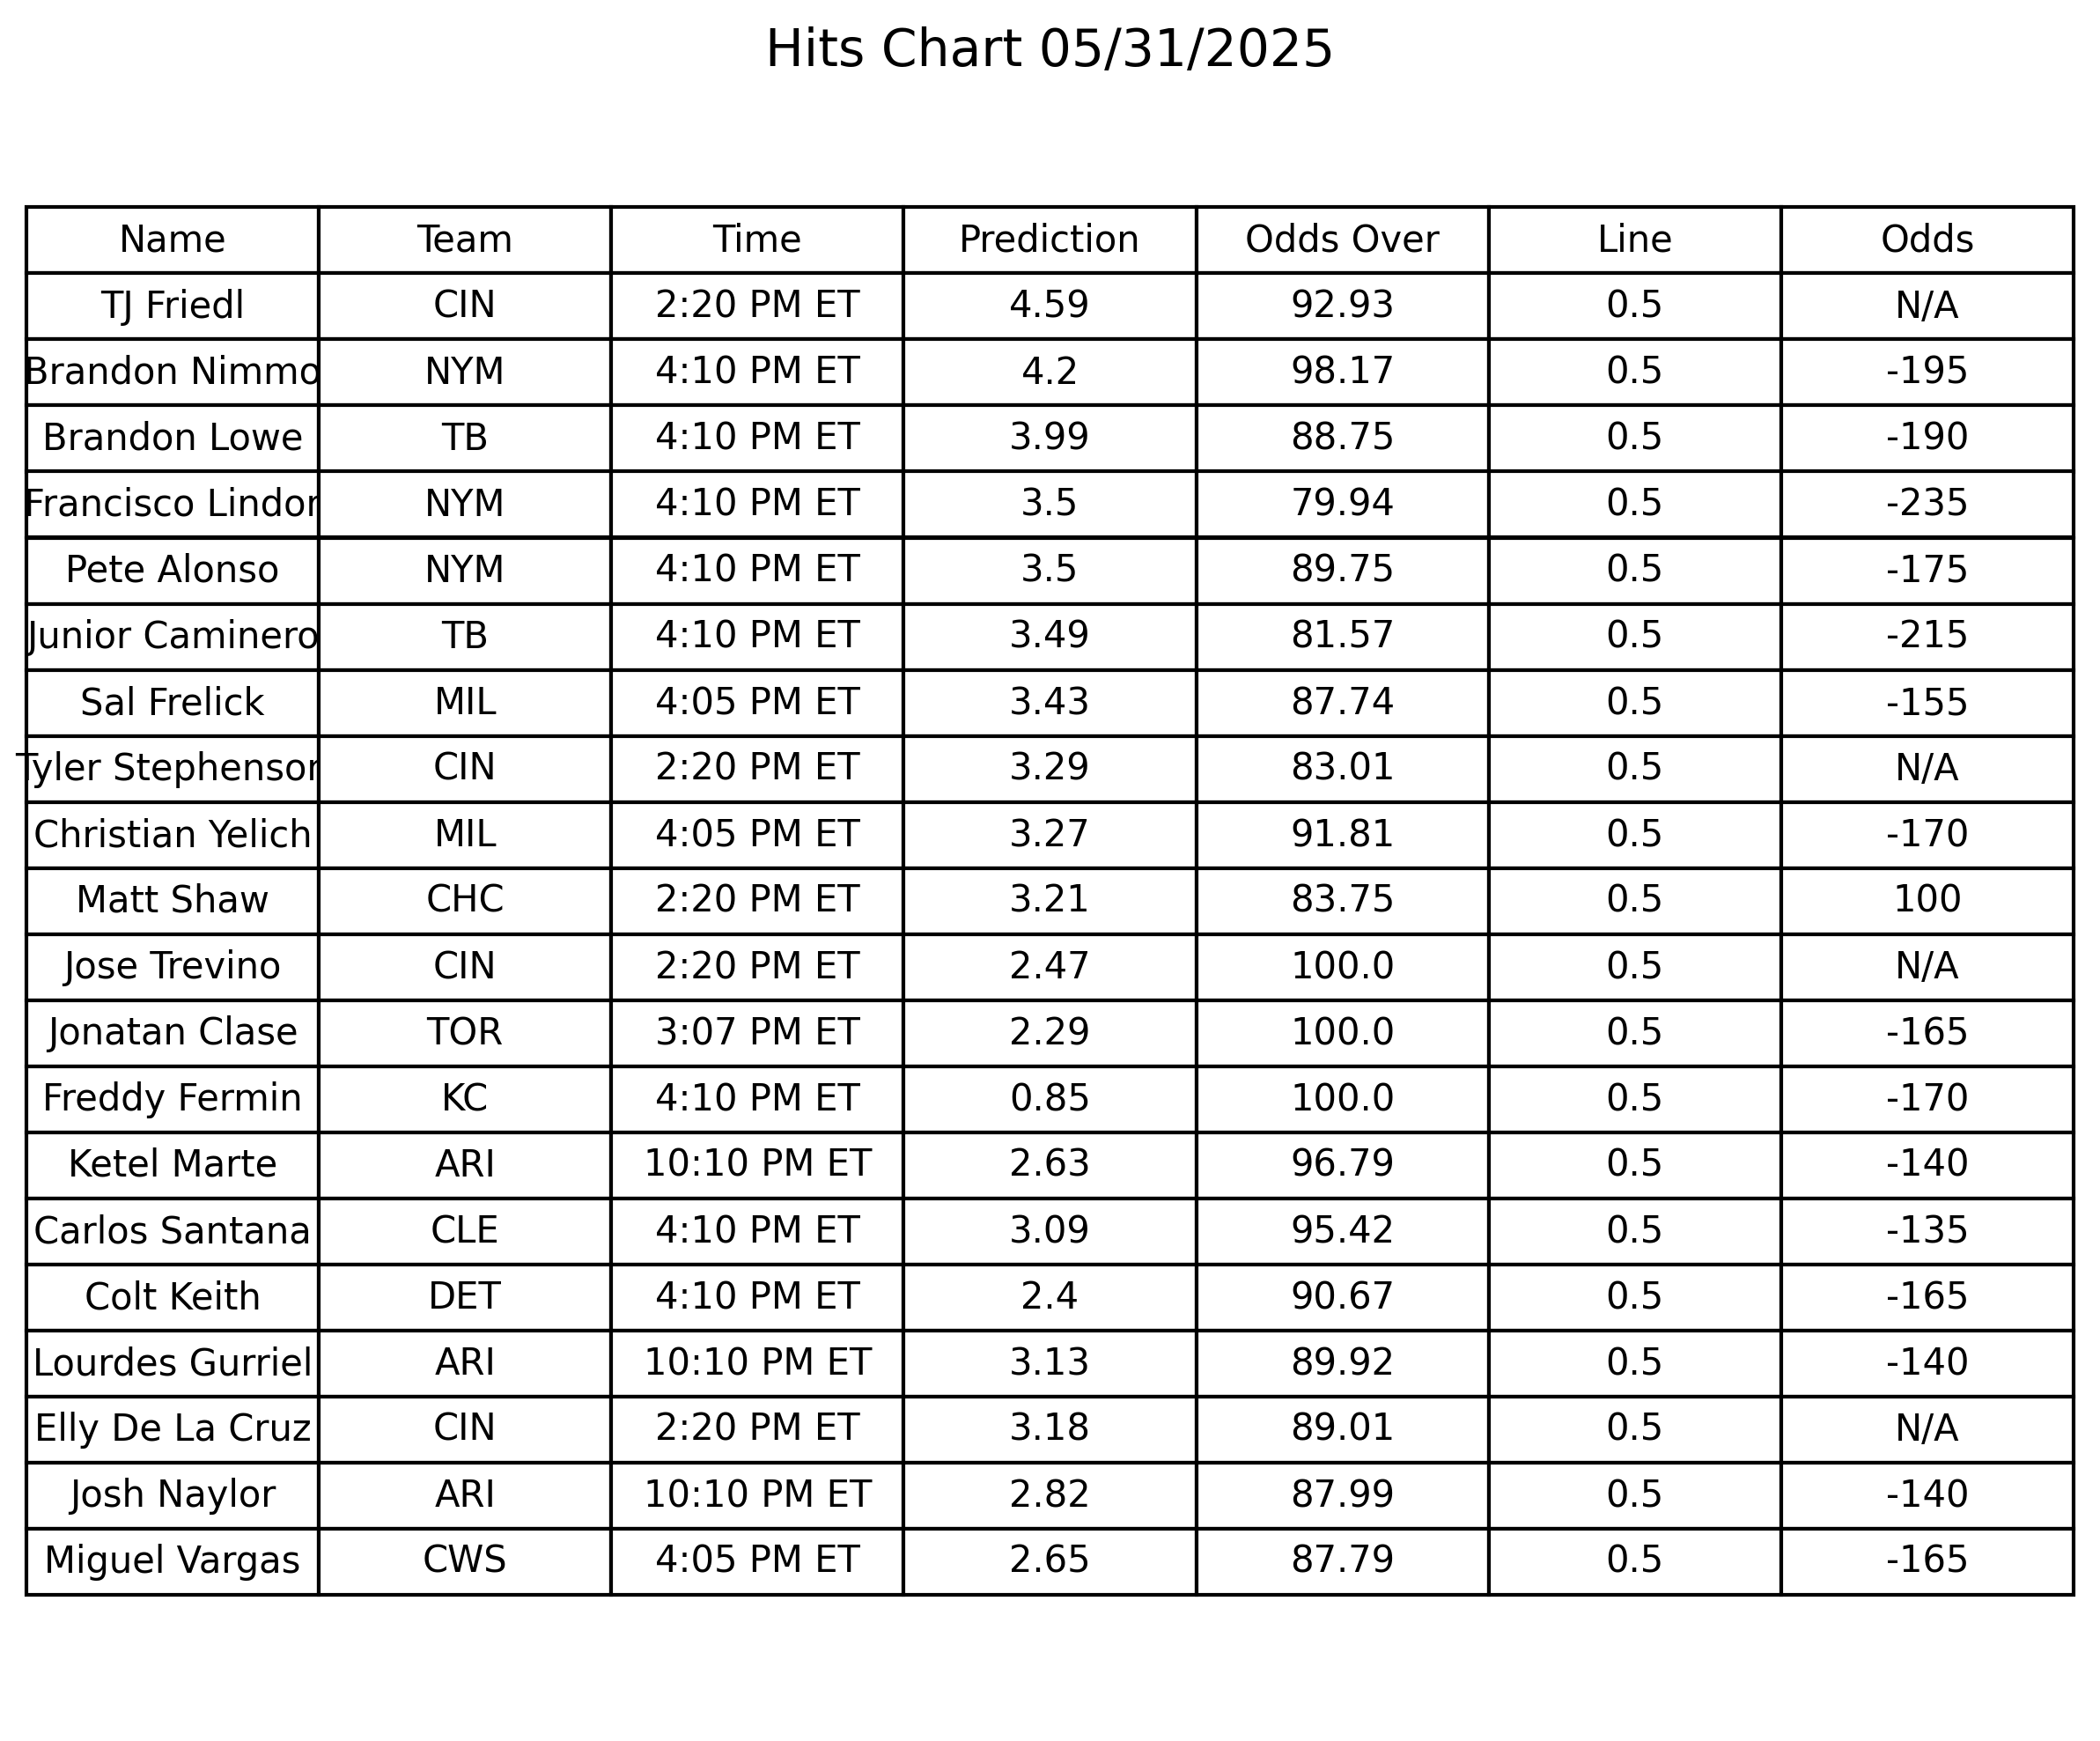 Hits Chart 05/31/2025
Name Team Time Prediction Odds Over Line Odds
TJ Friedl CIN 2:20 PM ET 4.59 92.93 0.5 N/A
Brandon Nimmo NYM 4:10 PM ET 4.2 98.17 0.5 -195
Brandon Lowe TB 4:10 PM ET 3.99 88.75 0.5 -190
Francisco Lindor NYM 4:10 PM ET 3.5 79.94 0.5 -235
Pete Alonso NYM 4:10 PM ET 3.5 89.75 0.5 -175
Junior Caminero TB 4:10 PM ET 3.49 81.57 0.5 -215
Sal Frelick MIL 4:05 PM ET 3.43 87.74 0.5 -155
Tyler Stephenson CIN 2:20 PM ET 3.29 83.01 0.5 N/A
Christian Yelich MIL 4:05 PM ET 3.27 91.81 0.5 -170
Matt Shaw CHC 2:20 PM ET 3.21 83.75 0.5 100
Jose Trevino CIN 2:20 PM ET 2.47 100.0 0.5 N/A
Jonatan Clase TOR 3:07 PM ET 2.29 100.0 0.5 -165
Freddy Fermin KC 4:10 PM ET 0.85 100.0 0.5 -170
Ketel Marte ARI 10:10 PM ET 2.63 96.79 0.5 -140
Carlos Santana CLE 4:10 PM ET 3.09 95.42 0.5 -135
Colt Keith DET 4:10 PM ET 2.4 90.67 0.5 -165
Lourdes Gurriel ARI 10:10 PM ET 3.13 89.92 0.5 -140
Elly De La Cruz CIN 2:20 PM ET 3.18 89.01 0.5 N/A
Josh Naylor ARI 10:10 PM ET 2.82 87.99 0.5 -140
Miguel Vargas CWS 4:05 PM ET 2.65 87.79 0.5 -165